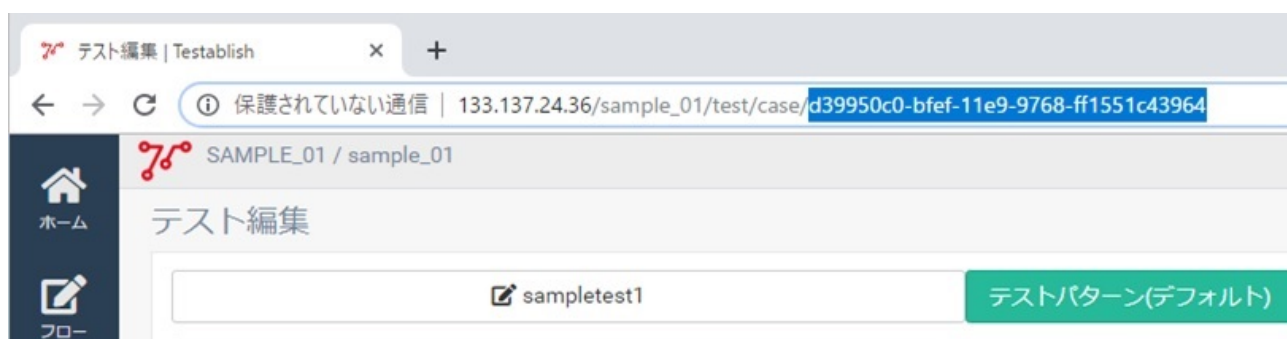 テスト編集 | Testablish
保護されていない通信 | 133.137.24.36/sample_01/test/case/d39950c0-bfef-11e9-9768-ff1551c43964
SAMPLE_01 / sample_01
ホーム
テスト編集
sampletest1
テストパターン(デフォルト)
フロー